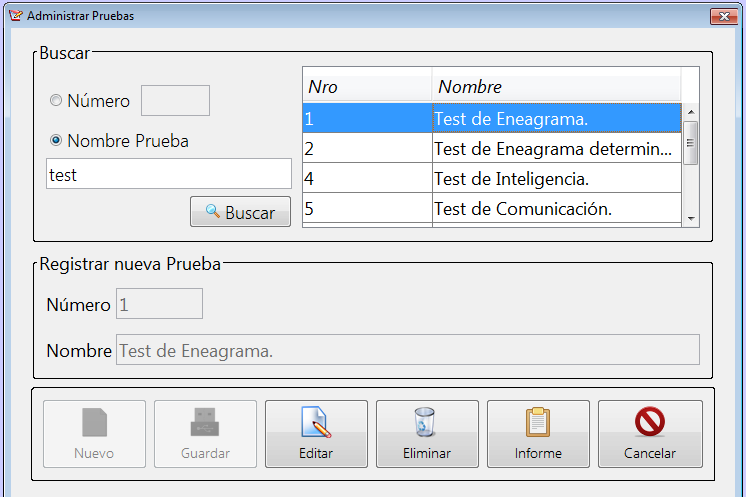 Administrar Pruebas
Buscar
Número
Nombre Prueba
test
Buscar
Nro Nombre
1 Test de Eneagrama.
2 Test de Eneagrama determin...
4 Test de Inteligencia.
5 Test de Comunicación.
Registrar nueva Prueba
Número 1
Nombre Test de Eneagrama.
Nuevo Guardar Editar Eliminar Informe Cancelar